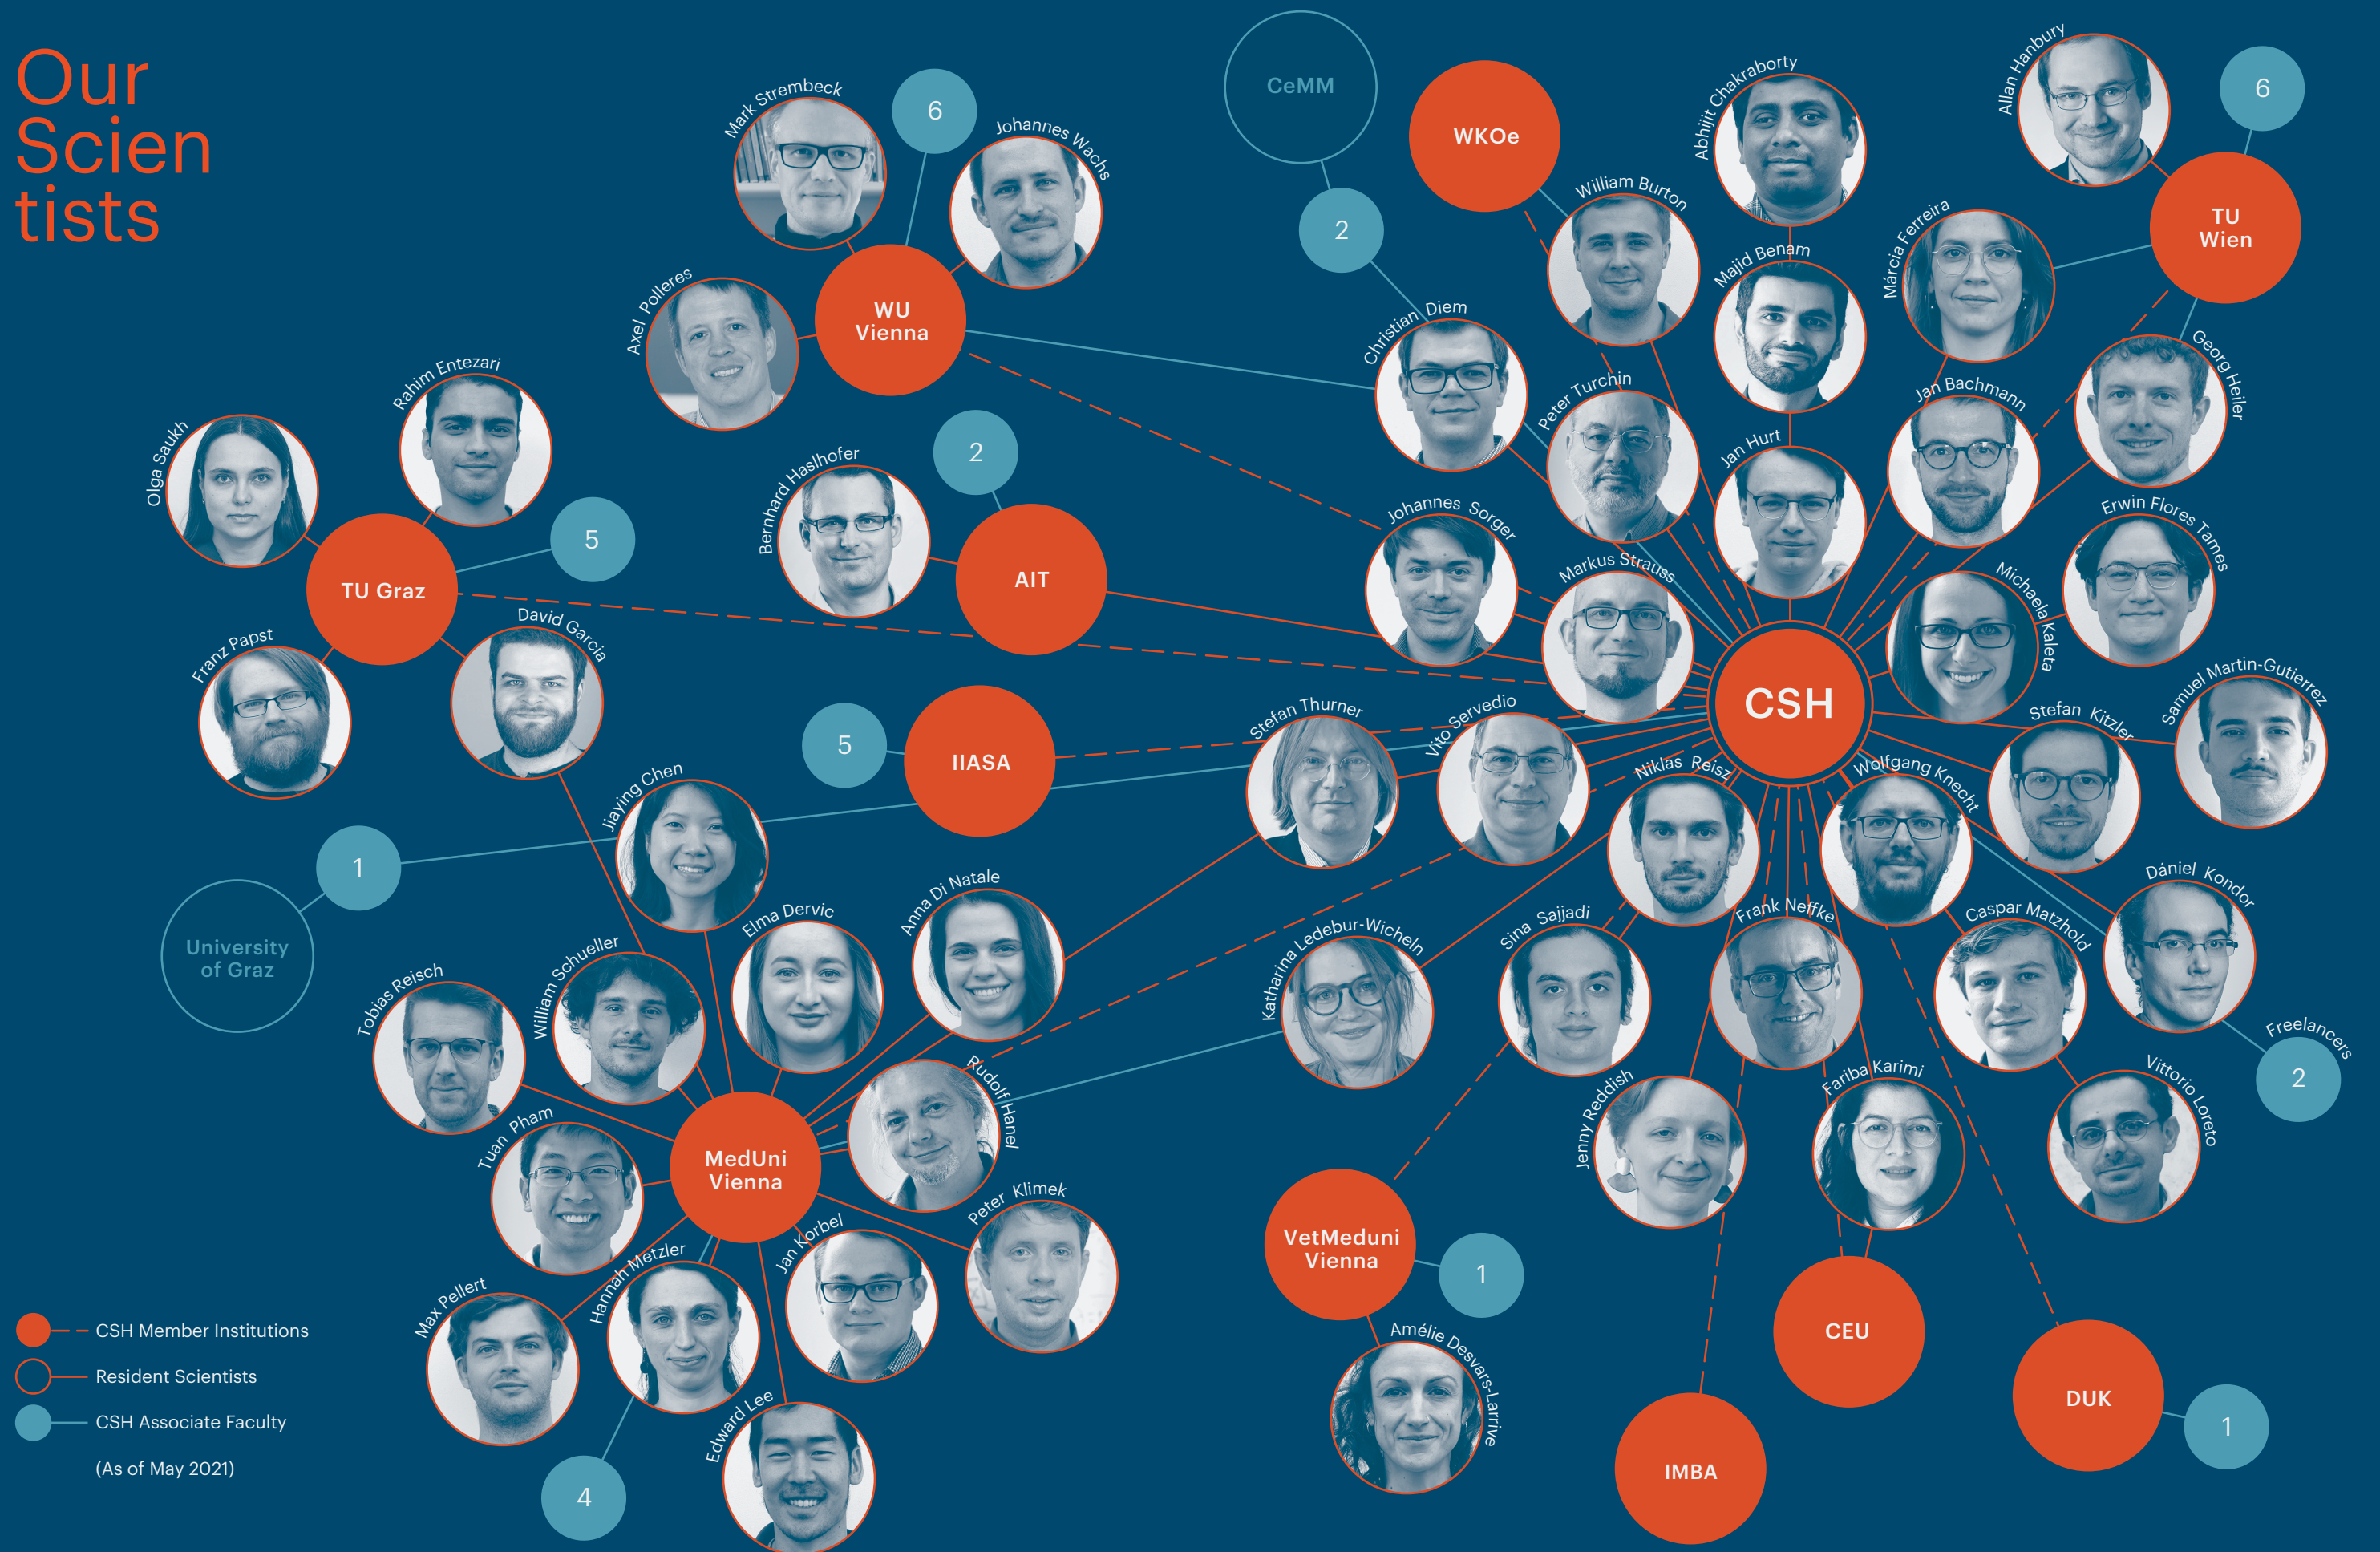 Our
Scien
tists
Mark Strembeck
6
Johannes Wachs
Axel Polleres
WU
Vienna
CeMM
2
WKOe
William Burton
Abhijit Chakraborty
Majid Benam
Allan Hanbury
6
TU
Wien
Márcia Ferreira
Georg Heiler
Christian Diem
Peter Turchin
Jan Hurt
Jan Bachmann
Olga Saukh
Rahim Entezari
5
TU Graz
Franz Papst
David Garcia
Bernhard Haslhofer
2
AIT
Johannes Sorger
Markus Strauss
Michaela Kaleta
Erwin Flores Tames
CSH
Samuel Martin-Gutierrez
Stefan Kitzler
5
IIASA
Stefan Thurner
Vito Servedio
Niklas Reisz
Wolfgang Knecht
Jiaying Chen
1
University
of Graz
Elma Dervic
Anna Di Natale
Katharina Ledebur-Wicheln
Sina Sajjadi
Frank Neffke
Caspar Matzhold
Dániel Kondor
Freelancers
2
Tobias Reisch
William Schueller
Rudolf Hanel
Tuan Pham
MedUni
Vienna
Peter Klimek
Jan Korbel
Hannah Metzler
Max Pellert
Edward Lee
4
VetMeduni
Vienna
1
Amélie Desvars-Larrive
Jenny Reddish
Fariba Karimi
Vittorio Loreto
CEU
IMBA
DUK
1
CSH Member Institutions
Resident Scientists
CSH Associate Faculty
(As of May 2021)